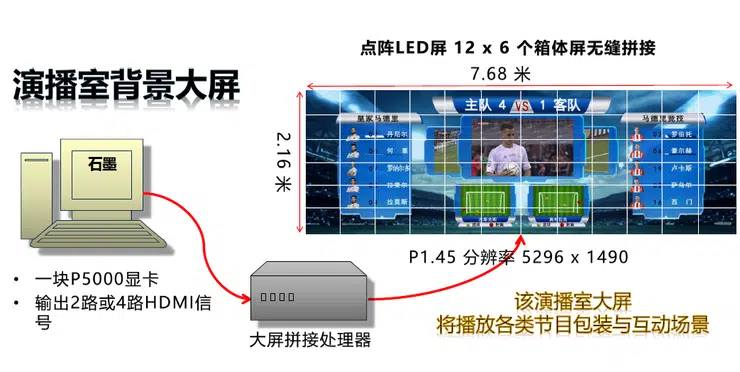 点阵LED屏 12 x 6 个箱体屏无缝拼接
7.68 米
演播室背景大屏
2.16 米
主队 4 VS 1 客队
皇家马德里
马德里竞技
丹尼尔
何塞
罗纳尔多
拉莫斯
罗伯托
豪尔赫
卢卡斯
萨乌尔
西门
石墨
P1.45 分辨率 5296 x 1490
• 一块P5000显卡
• 输出2路或4路HDMI信
号
大屏拼接处理器
该演播室大屏
将播放各类节目包装与互动场景